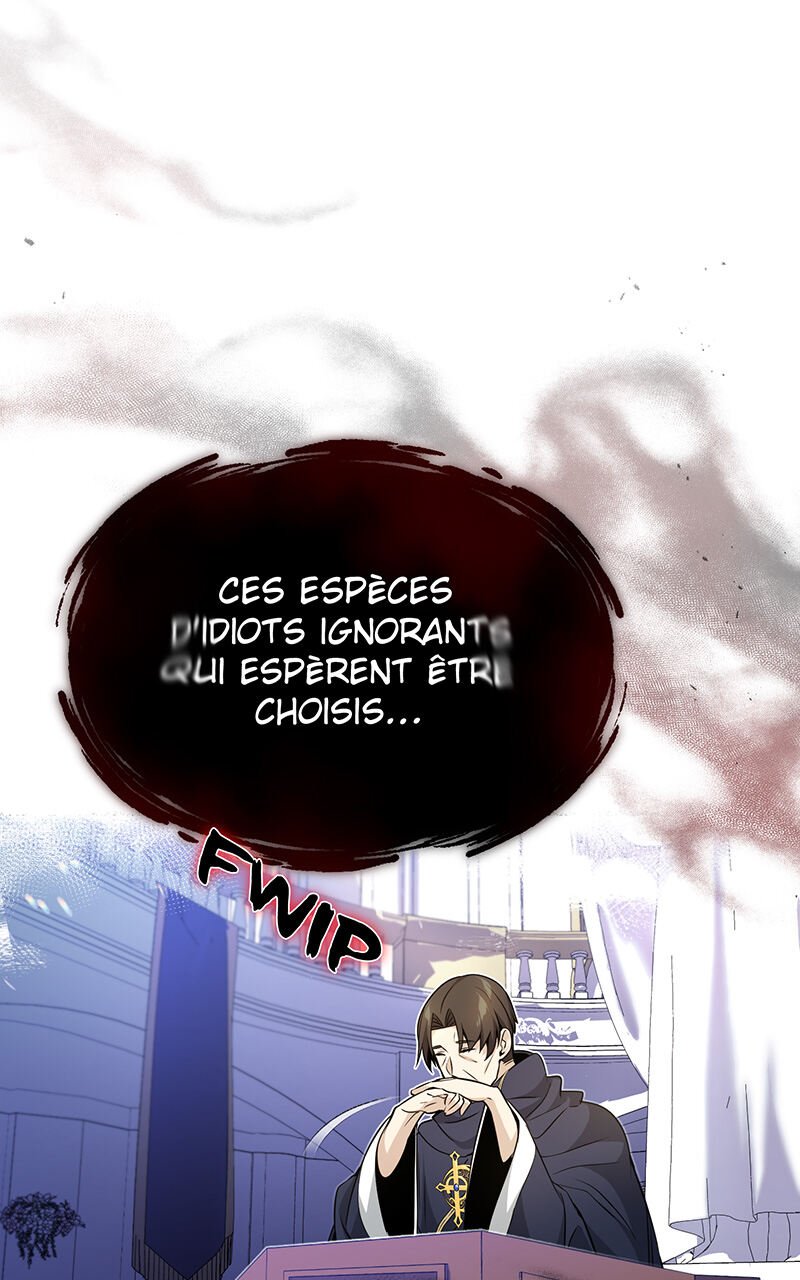 CES ESPÈCES
D'IDIOTS IGNORANTS
QUI ESPÈRENT ÊTRE
CHOISIS...
FWIP